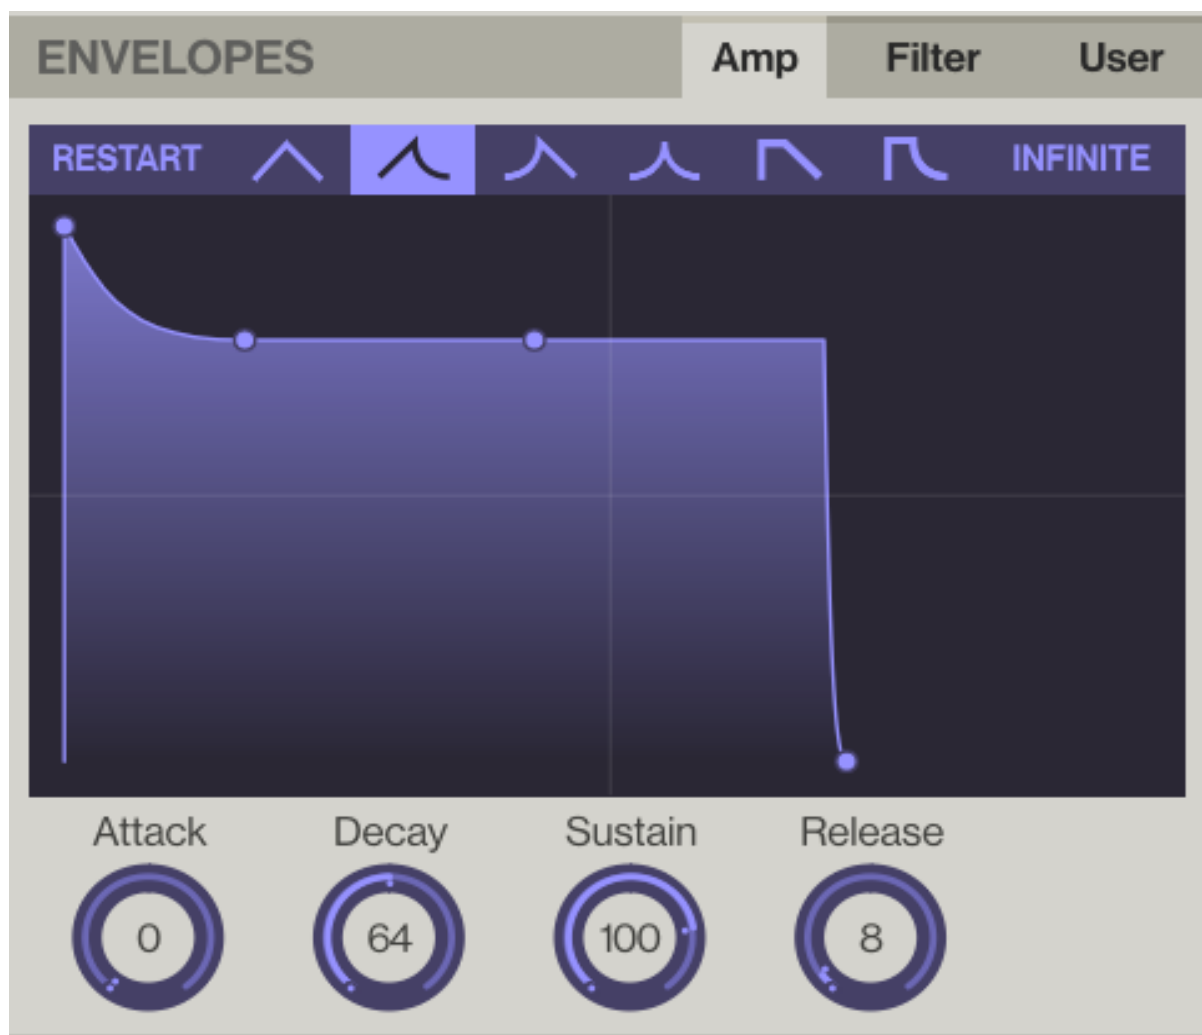 ENVELOPES Amp Filter User
RESTART INFINITE
Attack Decay Sustain Release
0 64 100 8